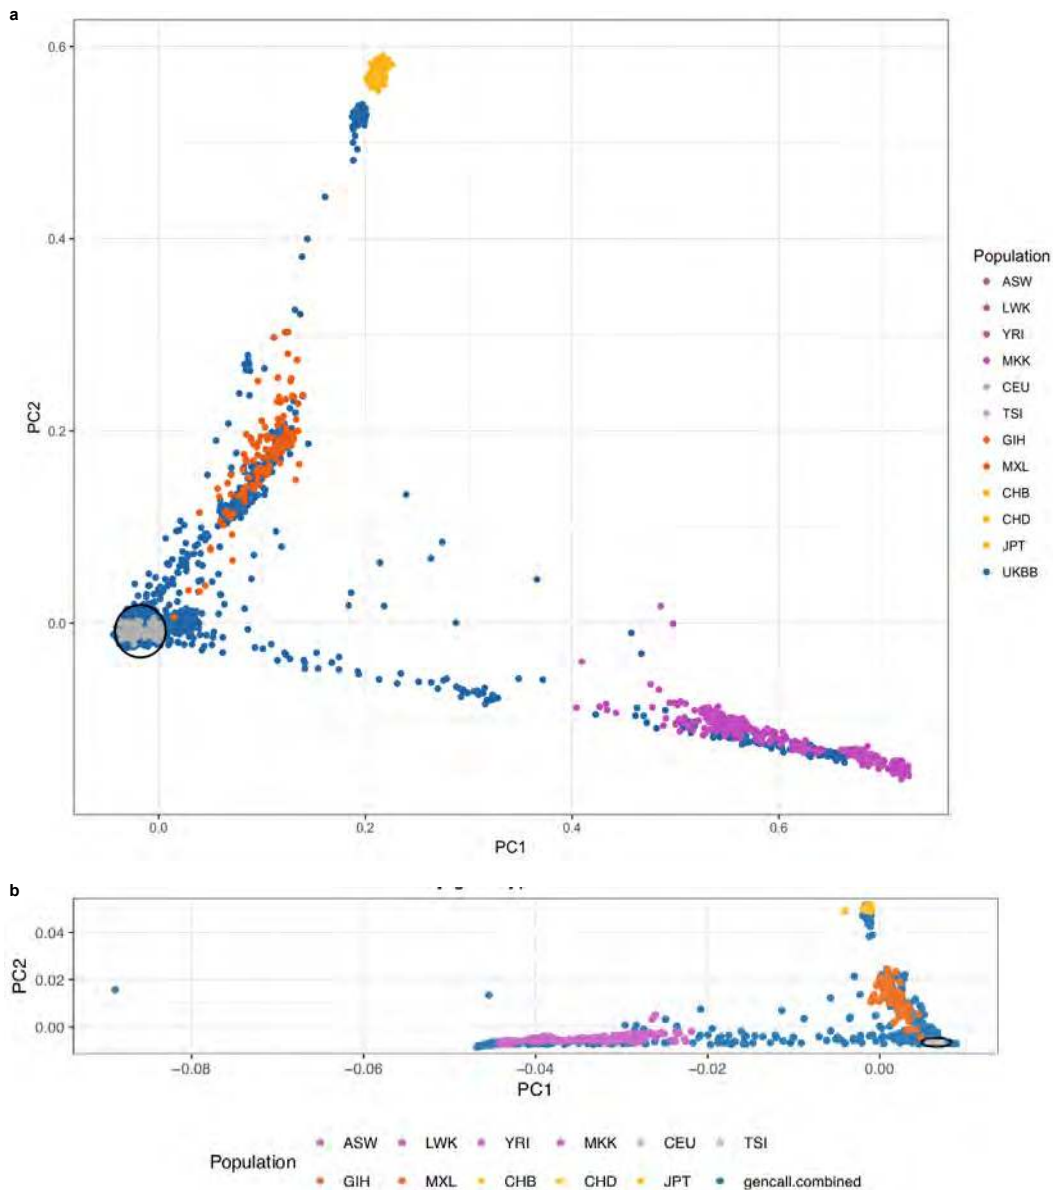 a
0.6
0.4
0.2
0.0
PC2
0.0 0.2 0.4 0.6
PC1
Population
ASW
LWK
YRI
MKK
CEU
TSI
GIH
MXL
CHB
CHD
JPT
UKBB
b
0.04
0.02
0.00
PC2
−0.08 −0.06 −0.04 −0.02 0.00
PC1
Population
ASW LWK YRI MKK CEU TSI
GIH MXL CHB CHD JPT gencall.combined